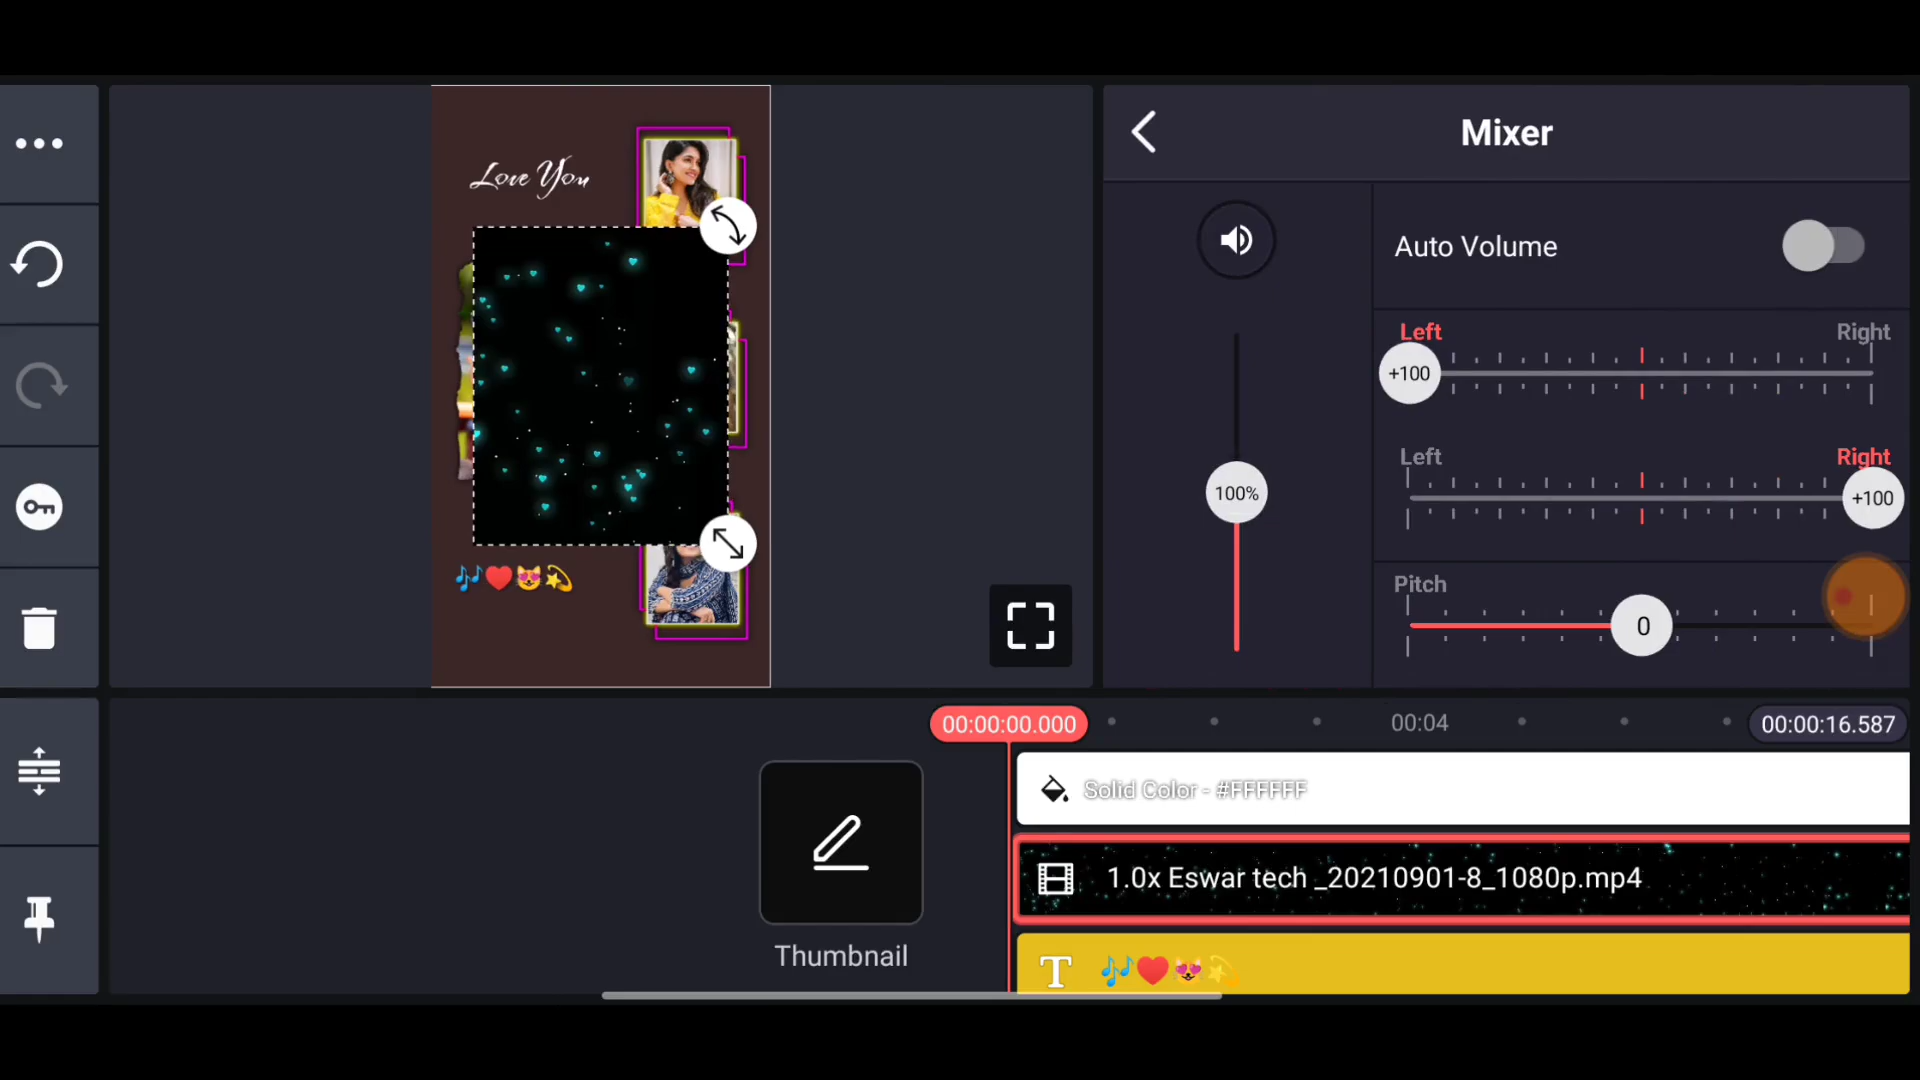 Mixer
Love You
Auto Volume
Left
Right
+100
Left
Right
100%
+100
Pitch
0
🎶❤️😻💫
00:00:00.000
00:04
00:00:16.587
Solid Color - #FFFFFF
1.0x Eswar tech _20210901-8_1080p.mp4
Thumbnail
🎶❤️😻💫